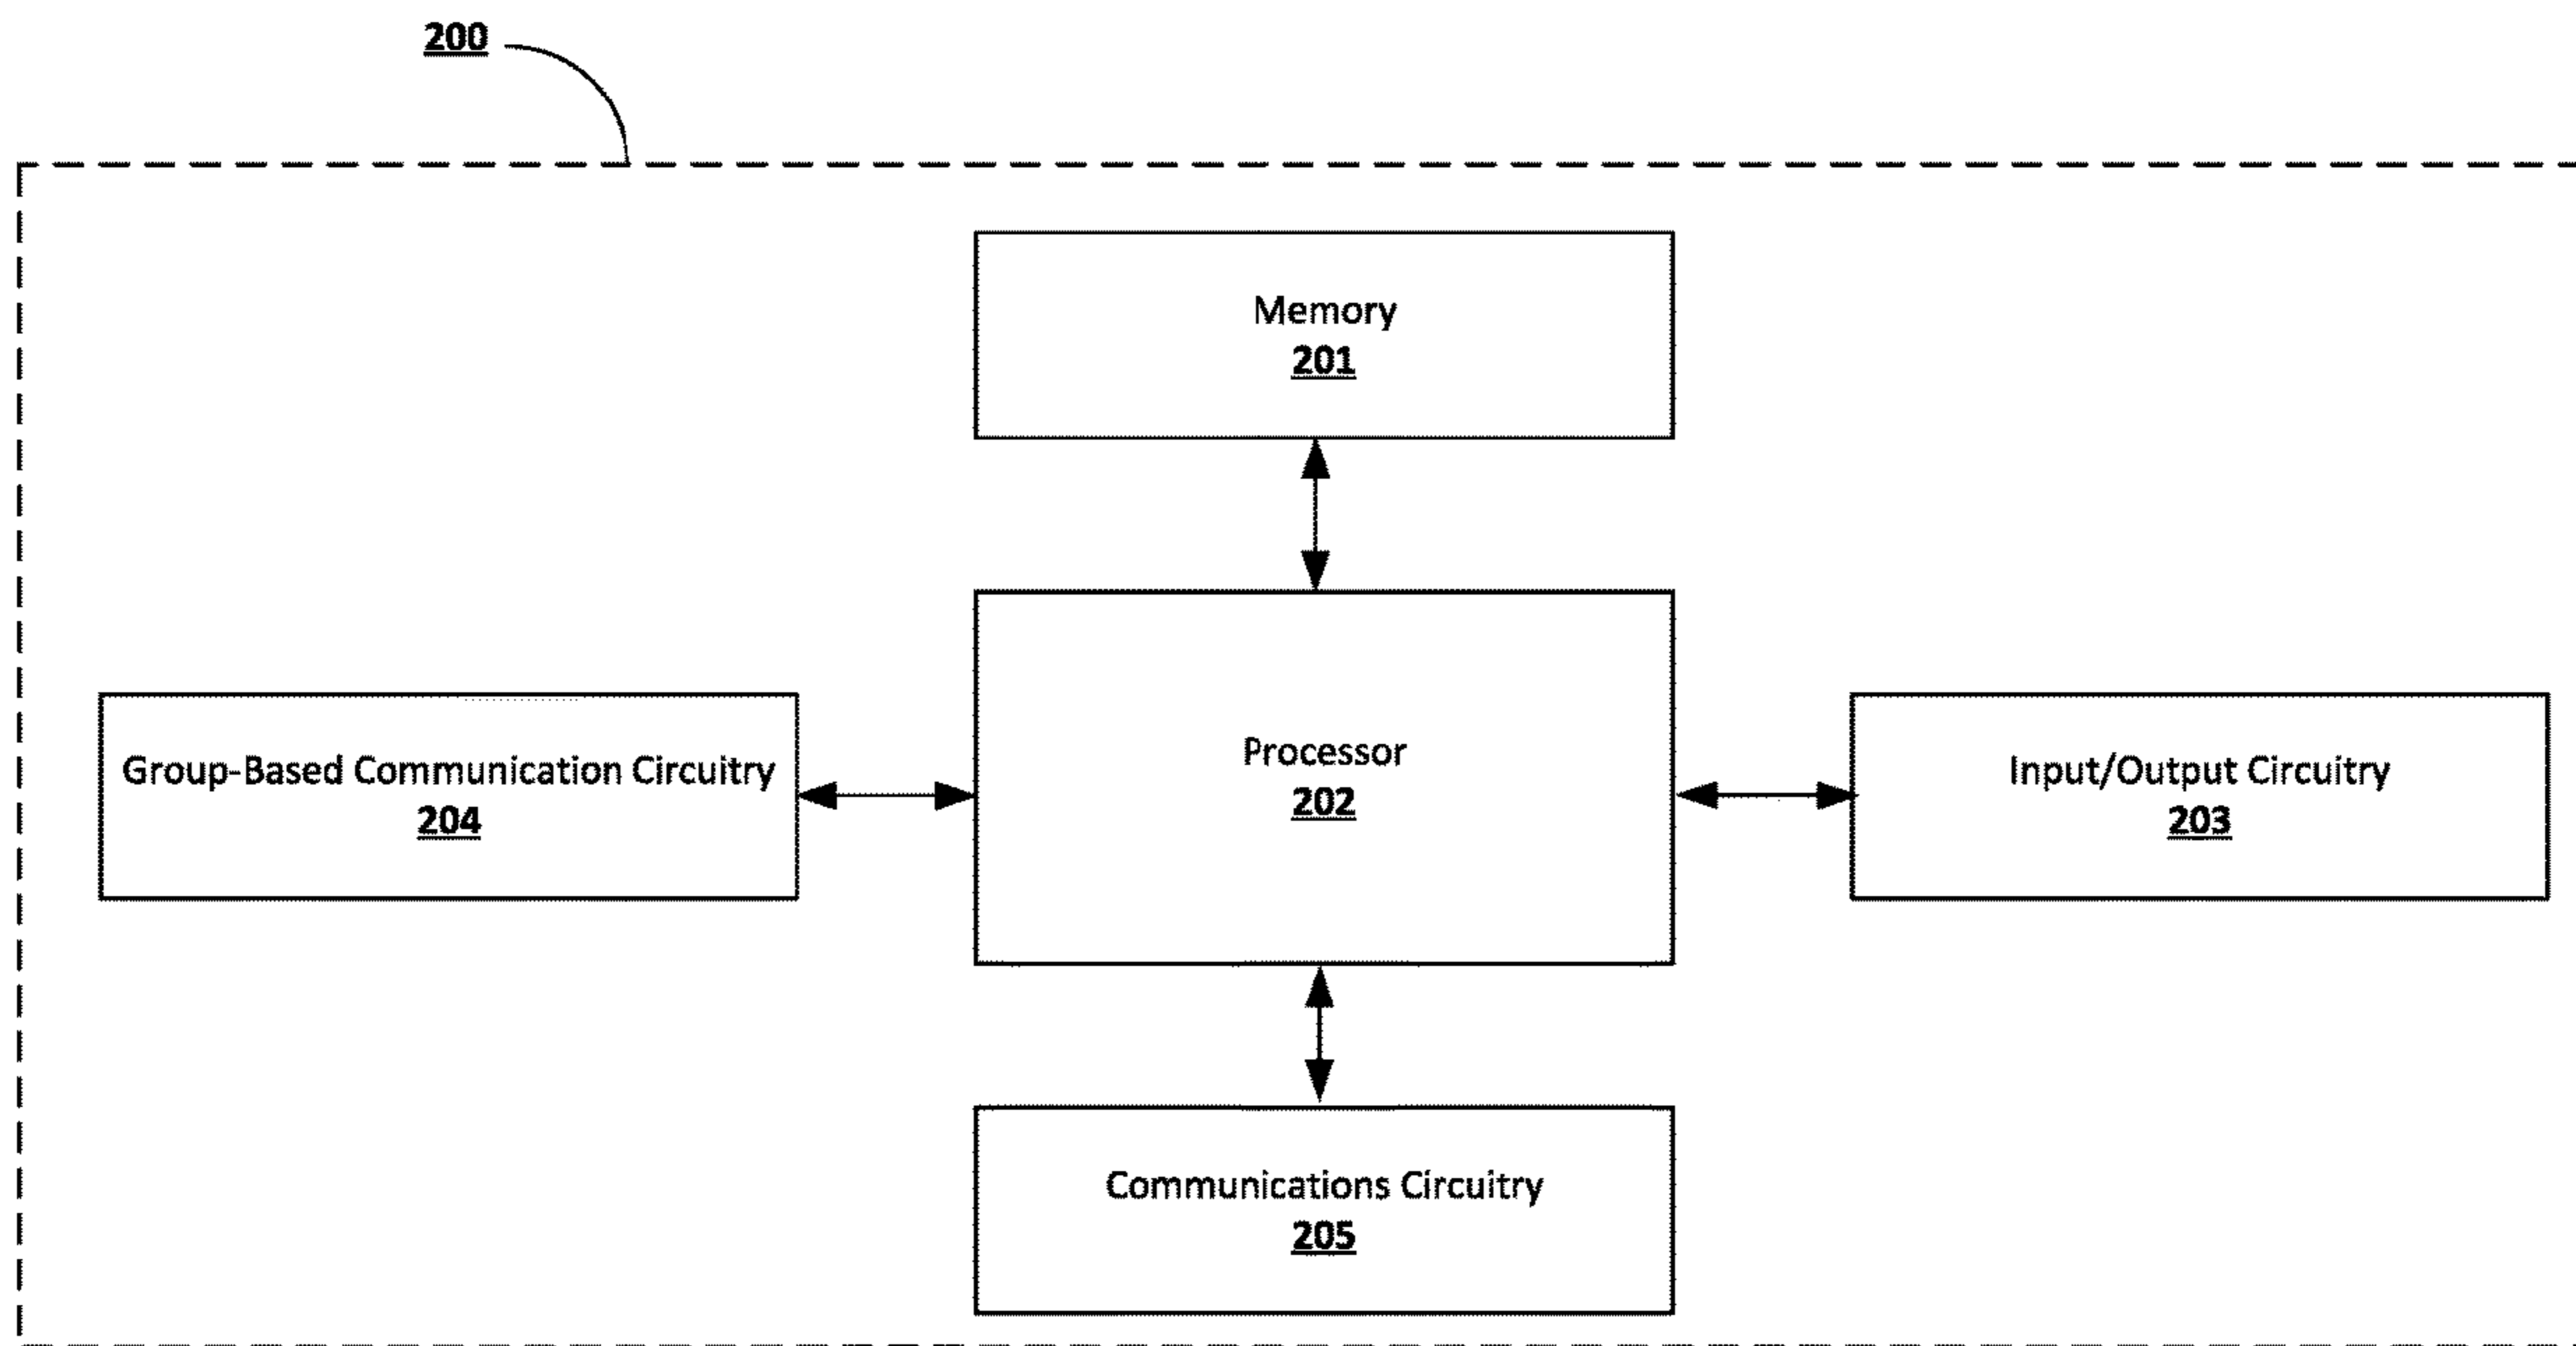 200
Memory
201
Group-Based Communication Circuitry
204
Processor
202
Input/Output Circuitry
203
Communications Circuitry
205